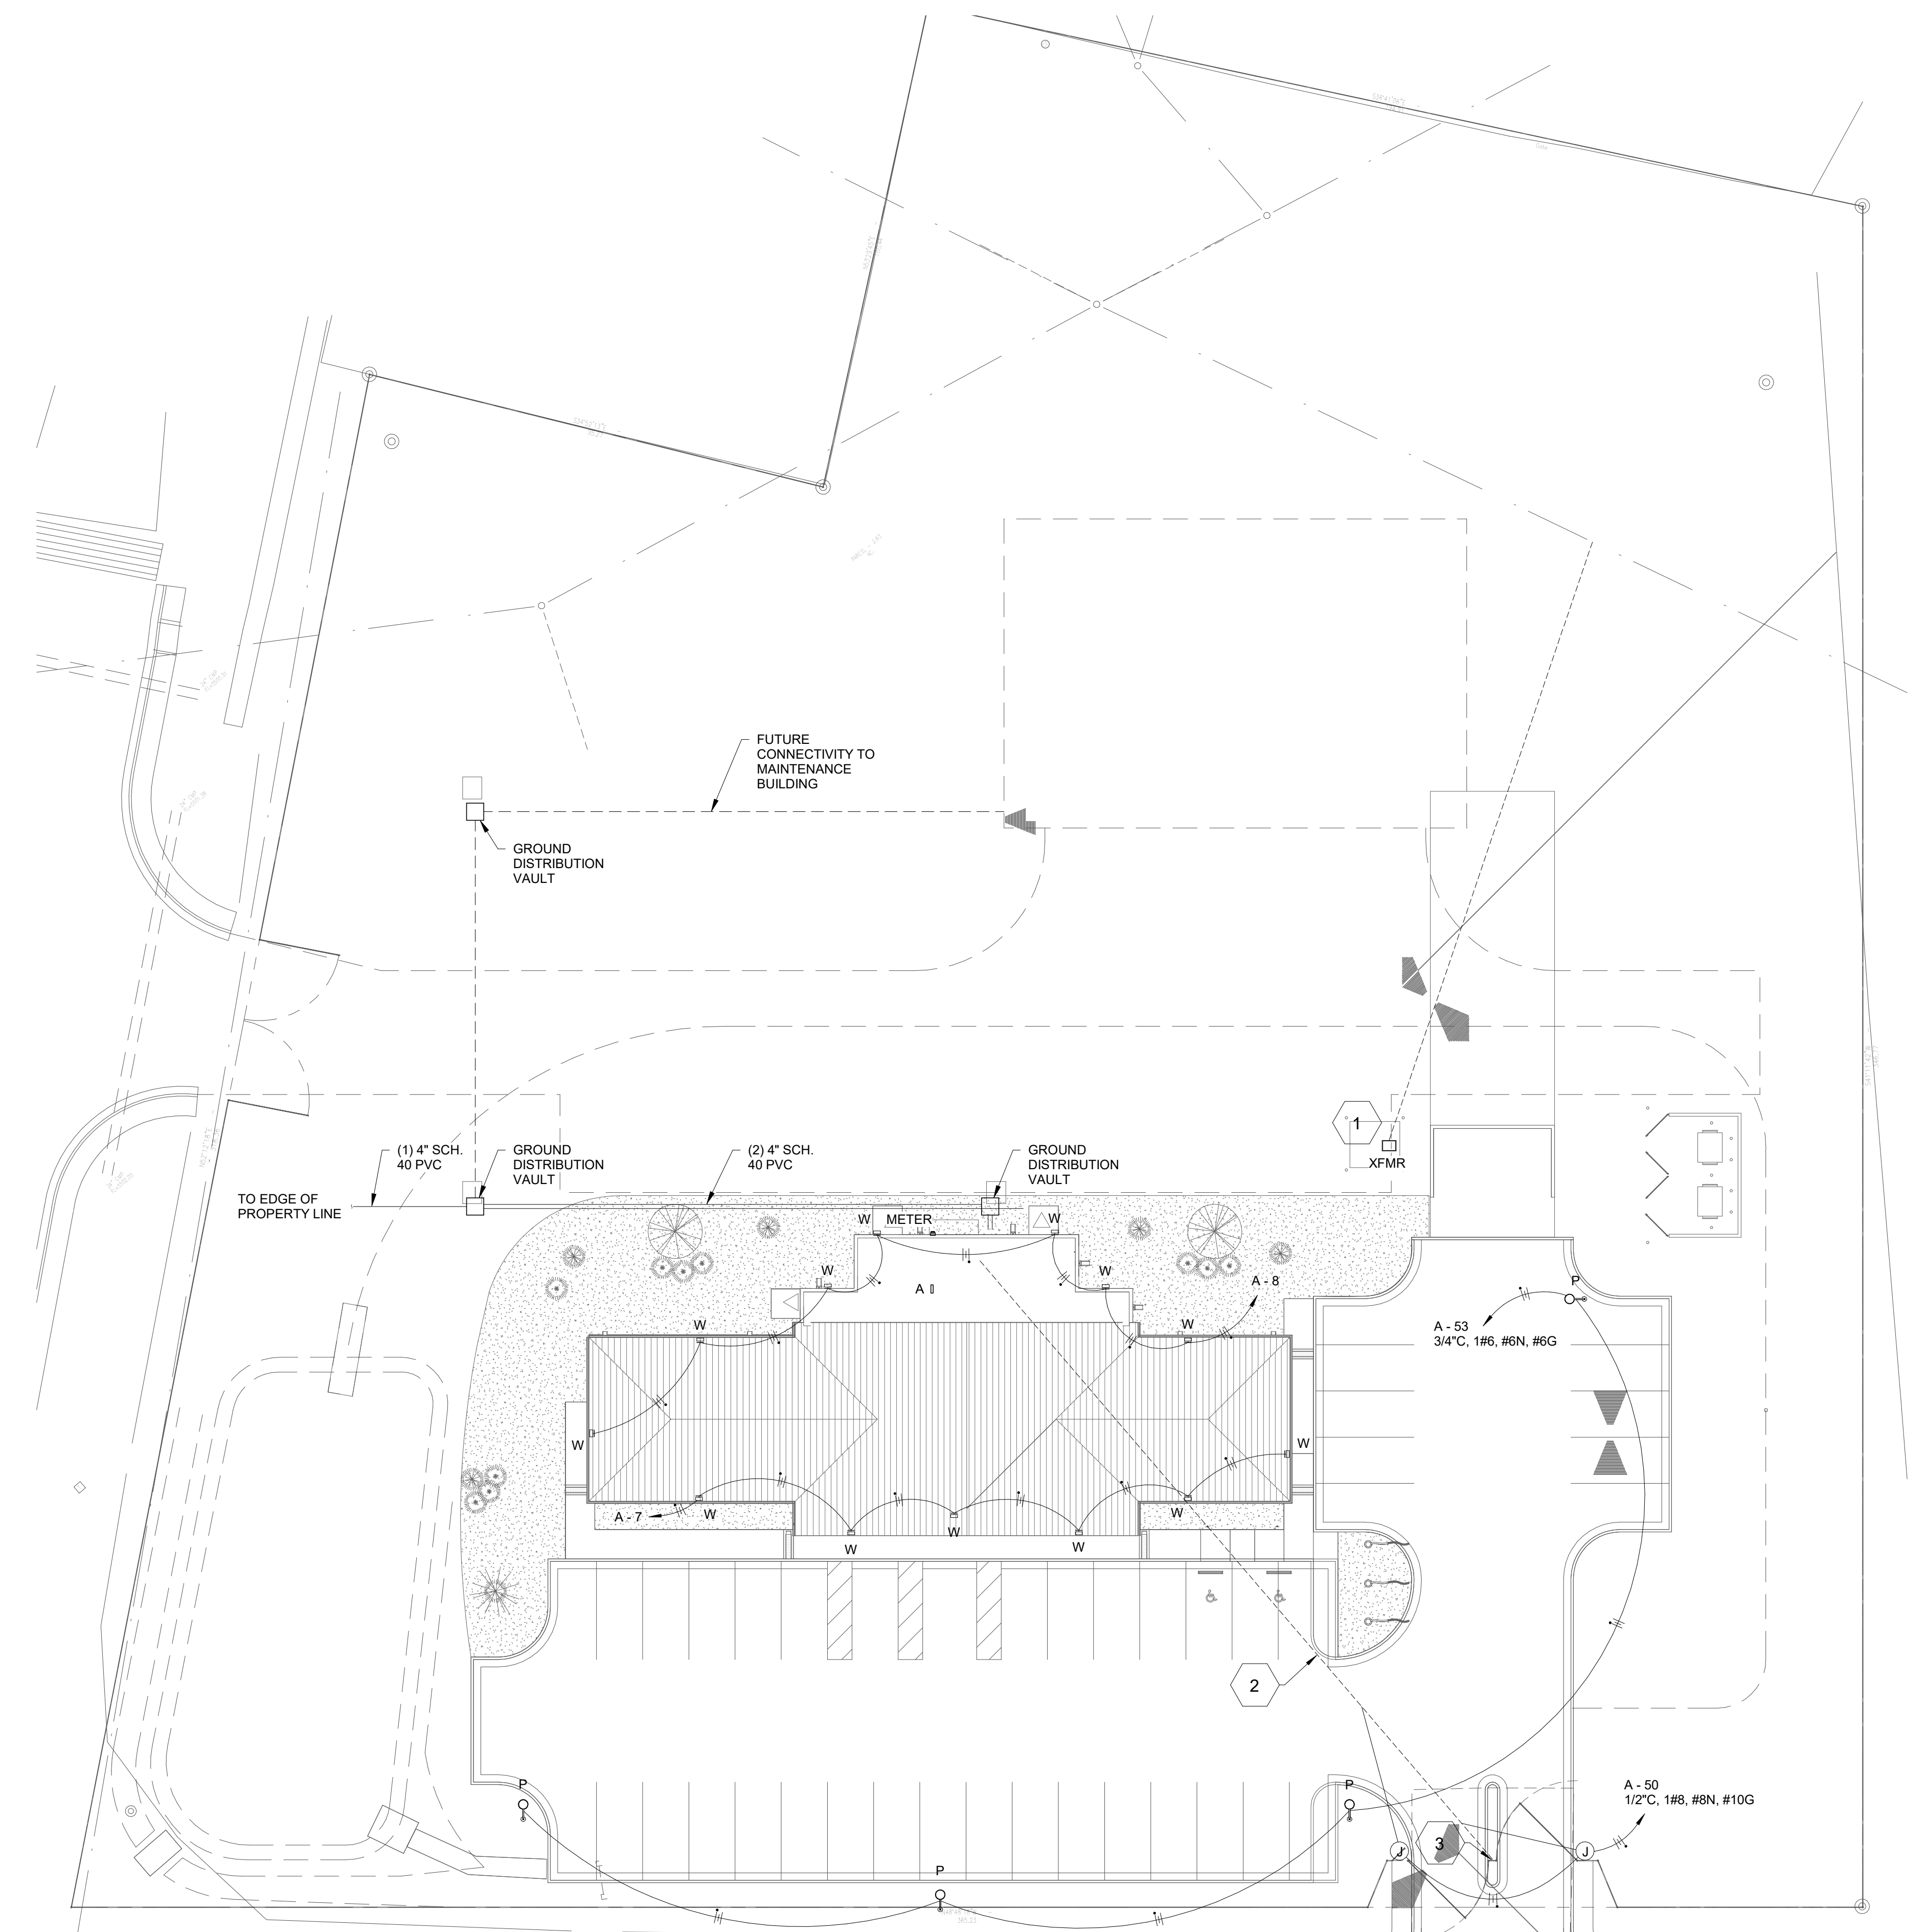 FUTURE
CONNECTIVITY TO
MAINTENANCE
BUILDING
GROUND
DISTRIBUTION
VAULT
(1) 4" SCH.
40 PVC
GROUND
DISTRIBUTION
VAULT
(2) 4" SCH.
40 PVC
GROUND
DISTRIBUTION
VAULT
1
XFMR
TO EDGE OF
PROPERTY LINE
W
METER
W
W
W
A
A - 8
P
W
W
A - 53
3/4"C, 1#6, #6N, #6G
W
W
A - 7
W
W
W
W
W
W
2
P
P
A - 50
1/2"C, 1#8, #8N, #10G
J
3
J
P